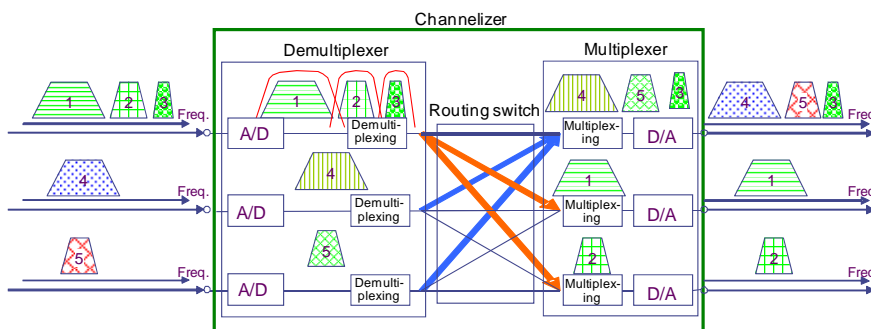 Channelizer
Demultiplexer
Multiplexer
1 2 3 Freq.
1 2 3
4 5 3
4 5 3 Freq.
Routing switch
A/D
Demulti-
plexing
Multiplex-
ing
D/A
4 Freq.
4
1
1 Freq.
A/D
Demulti-
plexing
Multiplex-
ing
D/A
5 Freq.
5
2
2 Freq.
A/D
Demulti-
plexing
Multiplex-
ing
D/A